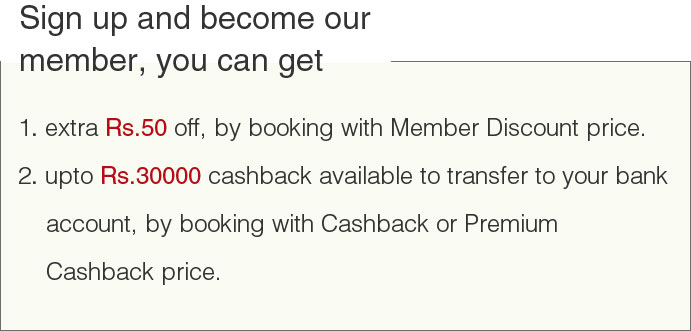 Sign up and become our
member, you can get
1. extra Rs.50 off, by booking with Member Discount price.
2. upto Rs.30000 cashback available to transfer to your bank
account, by booking with Cashback or Premium
Cashback price.